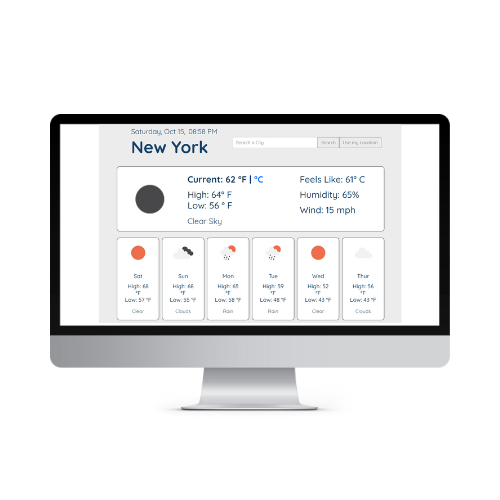 Saturday, Oct 15, 08:58 PM
New York
Search a City
Search
Use my Location
Current: 62 °F | °C
High: 64° F
Low: 56 ° F
Clear Sky
Feels Like: 61° C
Humidity: 65%
Wind: 15 mph
Sat
High: 68
°F
Low: 57 °F
Clear
Sun
High: 68
°F
Low: 55 °F
Clouds
Mon
High: 65
°F
Low: 58 °F
Rain
Tue
High: 59
°F
Low: 48 °F
Rain
Wed
High: 52
°F
Low: 43 °F
Clear
Thur
High: 56
°F
Low: 43 °F
Clouds